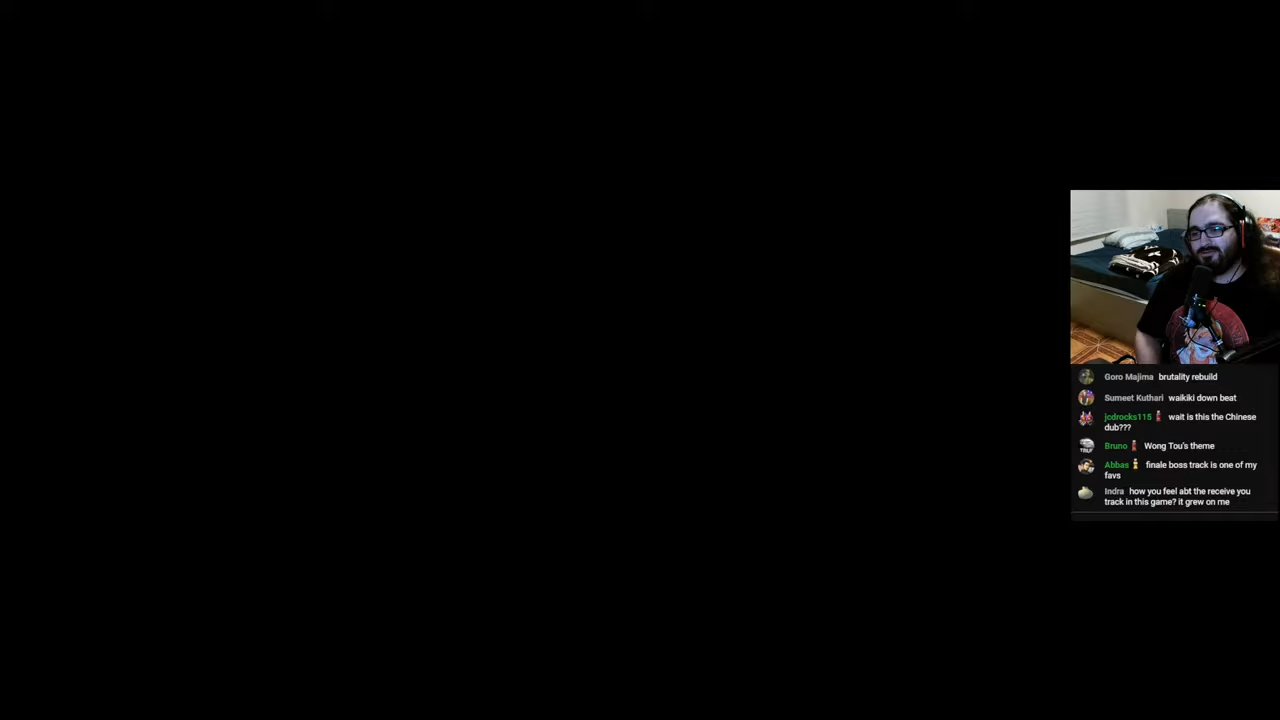 Goro Majima brutality rebuild
Sumeet Kuthari waikiki down beat
jcdrocks115 wait is this the Chinese
dub???
Bruno Wong Tou's theme
Abbas finale boss track is one of my
favs
Indra how you feel abt the receive you
track in this game? it grew on me